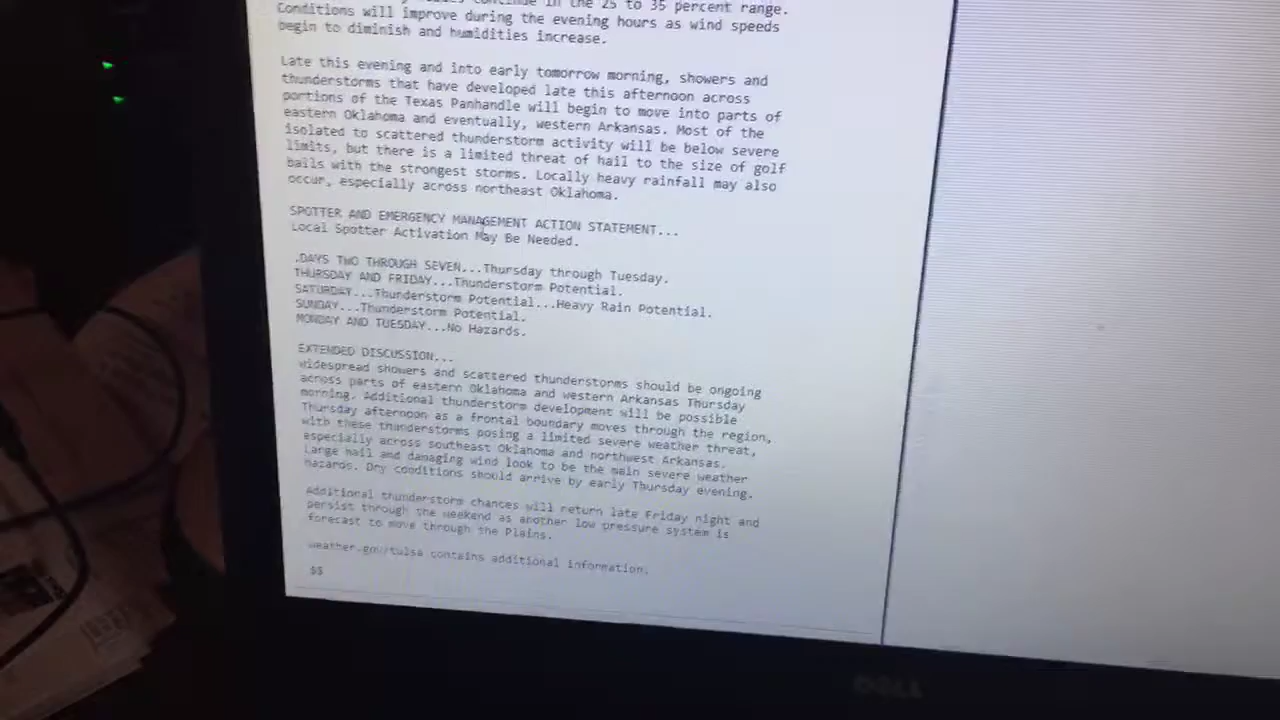 continue in the 25 to 35 percent range.
Conditions will improve during the evening hours as wind speeds
begin to diminish and humidities increase.
Late this evening and into early tomorrow morning, showers and
thunderstorms that have developed late this afternoon across
portions of the Texas Panhandle will begin to move into parts of
eastern Oklahoma and eventually, western Arkansas. Most of the
isolated to scattered thunderstorm activity will be below severe
limits, but there is a limited threat of hail to the size of golf
balls with the strongest storms. Locally heavy rainfall may also
occur, especially across northeast Oklahoma.
SPOTTER AND EMERGENCY MANAGEMENT ACTION STATEMENT...
Local Spotter Activation May Be Needed.
.DAYS TWO THROUGH SEVEN...Thursday through Tuesday.
THURSDAY AND FRIDAY...Thunderstorm Potential.
SATURDAY...Thunderstorm Potential...Heavy Rain Potential.
SUNDAY...Thunderstorm Potential.
MONDAY AND TUESDAY...No Hazards.
EXTENDED DISCUSSION...
Widespread showers and scattered thunderstorms should be ongoing
across parts of eastern Oklahoma and western Arkansas Thursday
morning. Additional thunderstorm development will be possible
Thursday afternoon as a frontal boundary moves through the region,
with these thunderstorms posing a limited severe weather threat,
especially across southeast Oklahoma and northwest Arkansas.
Large hail and damaging wind look to be the main severe weather
hazards. Dry conditions should arrive by early Thursday evening.
Additional thunderstorm chances will return late Friday night and
persist through the weekend as another low pressure system is
forecast to move through the Plains.
weather.gov/tulsa contains additional information.
$$
DELL